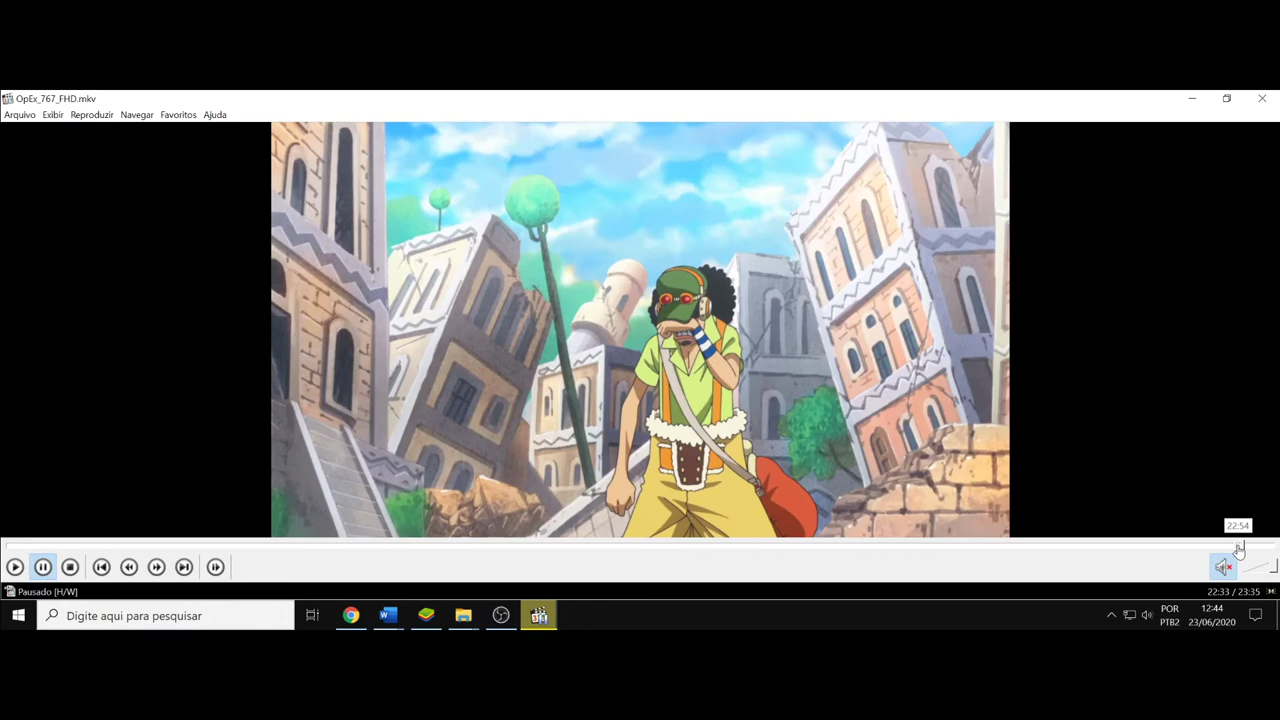 OpEx_767_FHD.mkv
Arquivo Exibir Reproduzir Navegar Favoritos Ajuda
22:54
Pausado [H/W]
22:33 / 23:35
Digite aqui para pesquisar
POR
PTB2
12:44
23/06/2020